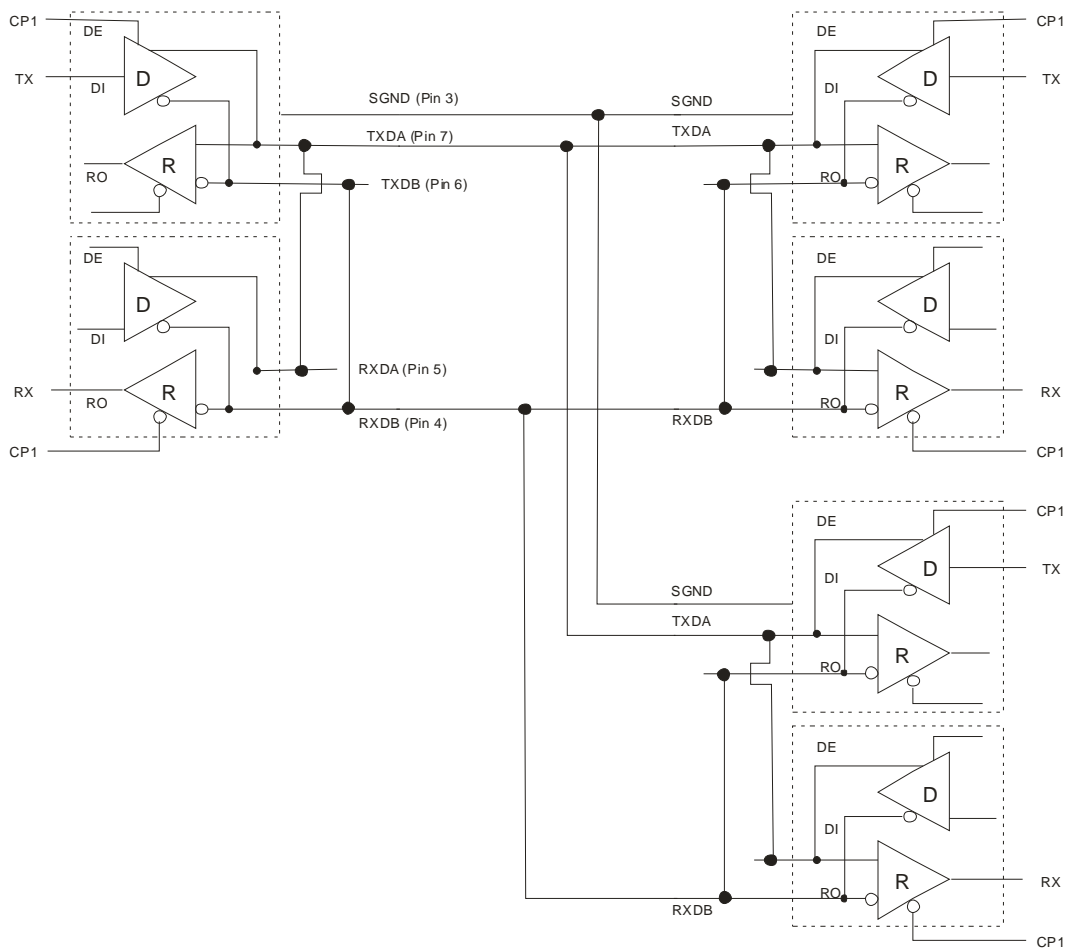 CP1
DE
DE
CP1
TX
D
DI
DI
D
TX
SGND (Pin 3)
SGND
TXDA (Pin 7)
TXDA
R
RO
TXDB (Pin 6)
RO
R
DE
DE
D
DI
DI
D
RXDA (Pin 5)
RX
RO
R
RO
R
RX
RXDB (Pin 4)
RXDB
CP1
CP1
DE
CP1
D
TX
DI
SGND
TXDA
R
RO
DE
D
DI
R
RX
RO
RXDB
CP1